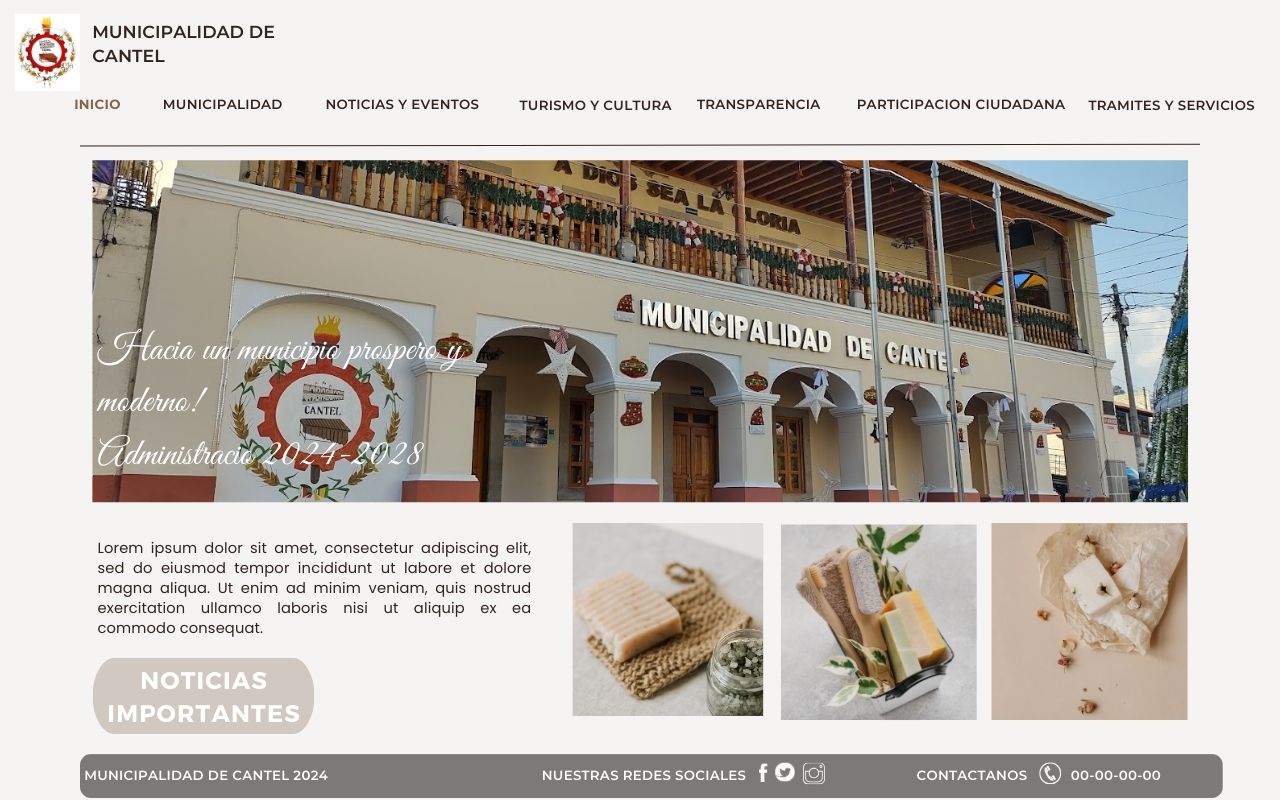 MUNICIPALIDAD DE
CANTEL
INICIO
MUNICIPALIDAD
NOTICIAS Y EVENTOS
TURISMO Y CULTURA
TRANSPARENCIA
PARTICIPACION CIUDADANA
TRAMITES Y SERVICIOS
A DIOS SEA LA GLORIA
MUNICIPALIDAD DE CANTEL
CANTEL
Hacia un municipio prospero y
moderno!
Administracio 2024-2028
Lorem ipsum dolor sit amet, consectetur adipiscing elit,
sed do eiusmod tempor incididunt ut labore et dolore
magna aliqua. Ut enim ad minim veniam, quis nostrud
exercitation ullamco laboris nisi ut aliquip ex ea
commodo consequat.
NOTICIAS
IMPORTANTES
MUNICIPALIDAD DE CANTEL 2024
NUESTRAS REDES SOCIALES
CONTACTANOS
00-00-00-00